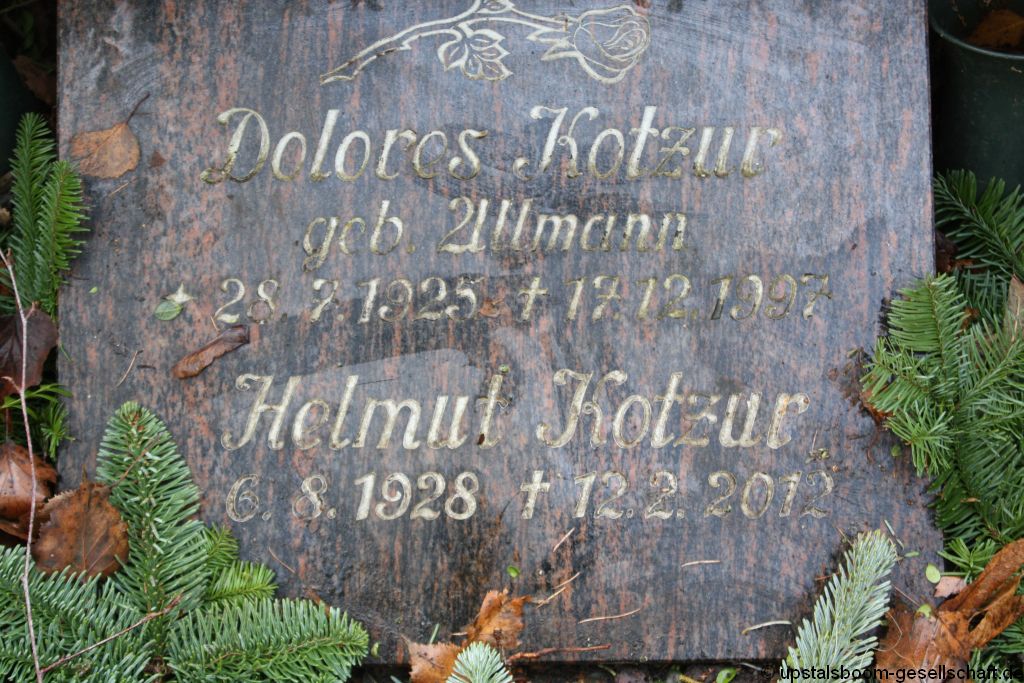 Dolores Kotzur
geb. Ullmann
* 28. 7. 1925 † 17. 12. 1997
Helmut Kotzur
6. 8. 1928 † 12. 2. 2012
© upstalsboom-gesellschaft.de